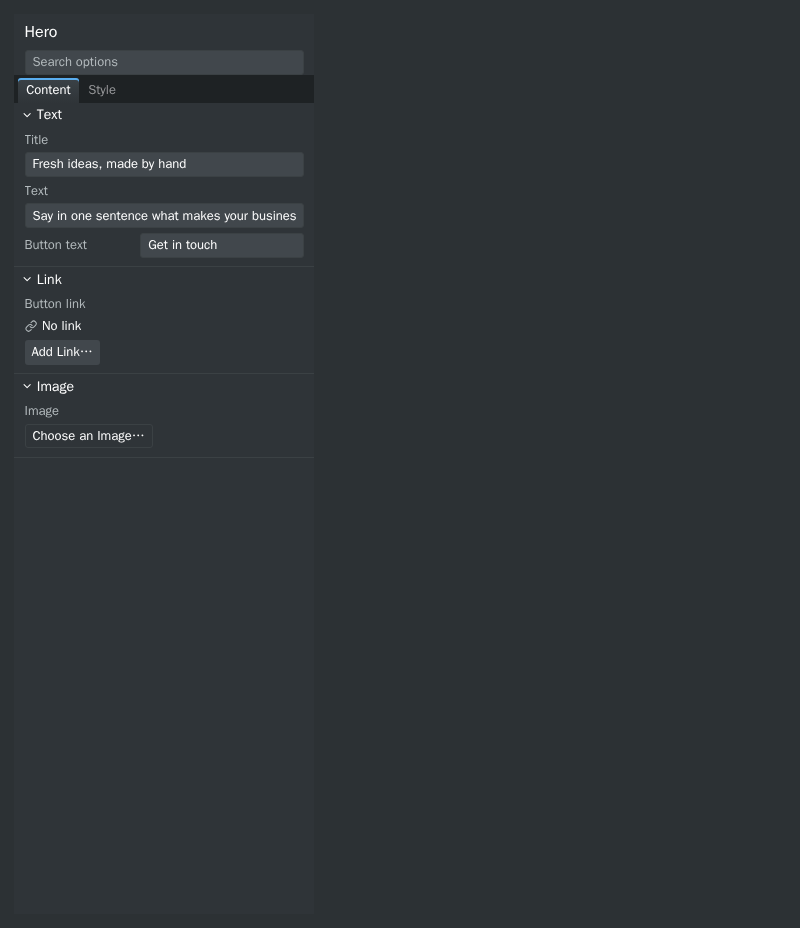 Hero
Search options
Content Style
Text
Title
Fresh ideas, made by hand
Text
Say in one sentence what makes your busines
Button text Get in touch
Link
Button link
No link
Add Link···
Image
Image
Choose an Image···